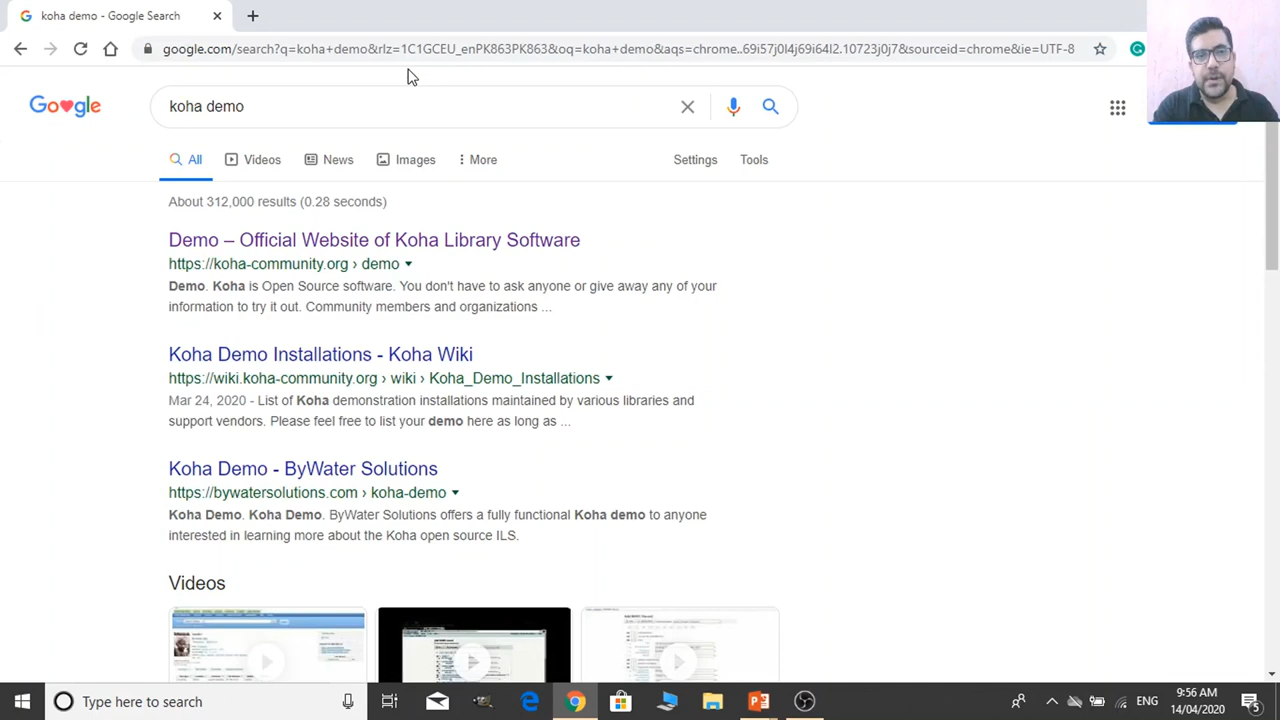 koha demo - Google Search
google.com/search?q=koha+demo&rlz=1C1GCEU_enPK863PK863&oq=koha+demo&aqs=chrome..69i57j0l4j69i64l2.10723j0j7&sourceid=chrome&ie=UTF-8
Google
koha demo
All Videos News Images More Settings Tools
About 312,000 results (0.28 seconds)
Demo – Official Website of Koha Library Software
https://koha-community.org › demo
Demo. Koha is Open Source software. You don't have to ask anyone or give away any of your
information to try it out. Community members and organizations ...
Koha Demo Installations - Koha Wiki
https://wiki.koha-community.org › wiki › Koha_Demo_Installations
Mar 24, 2020 - List of Koha demonstration installations maintained by various libraries and
support vendors. Please feel free to list your demo here as long as ...
Koha Demo - ByWater Solutions
https://bywatersolutions.com › koha-demo
Koha Demo. Koha Demo. ByWater Solutions offers a fully functional Koha demo to anyone
interested in learning more about the Koha open source ILS.
Videos
Type here to search
ENG
9:56 AM
14/04/2020
5